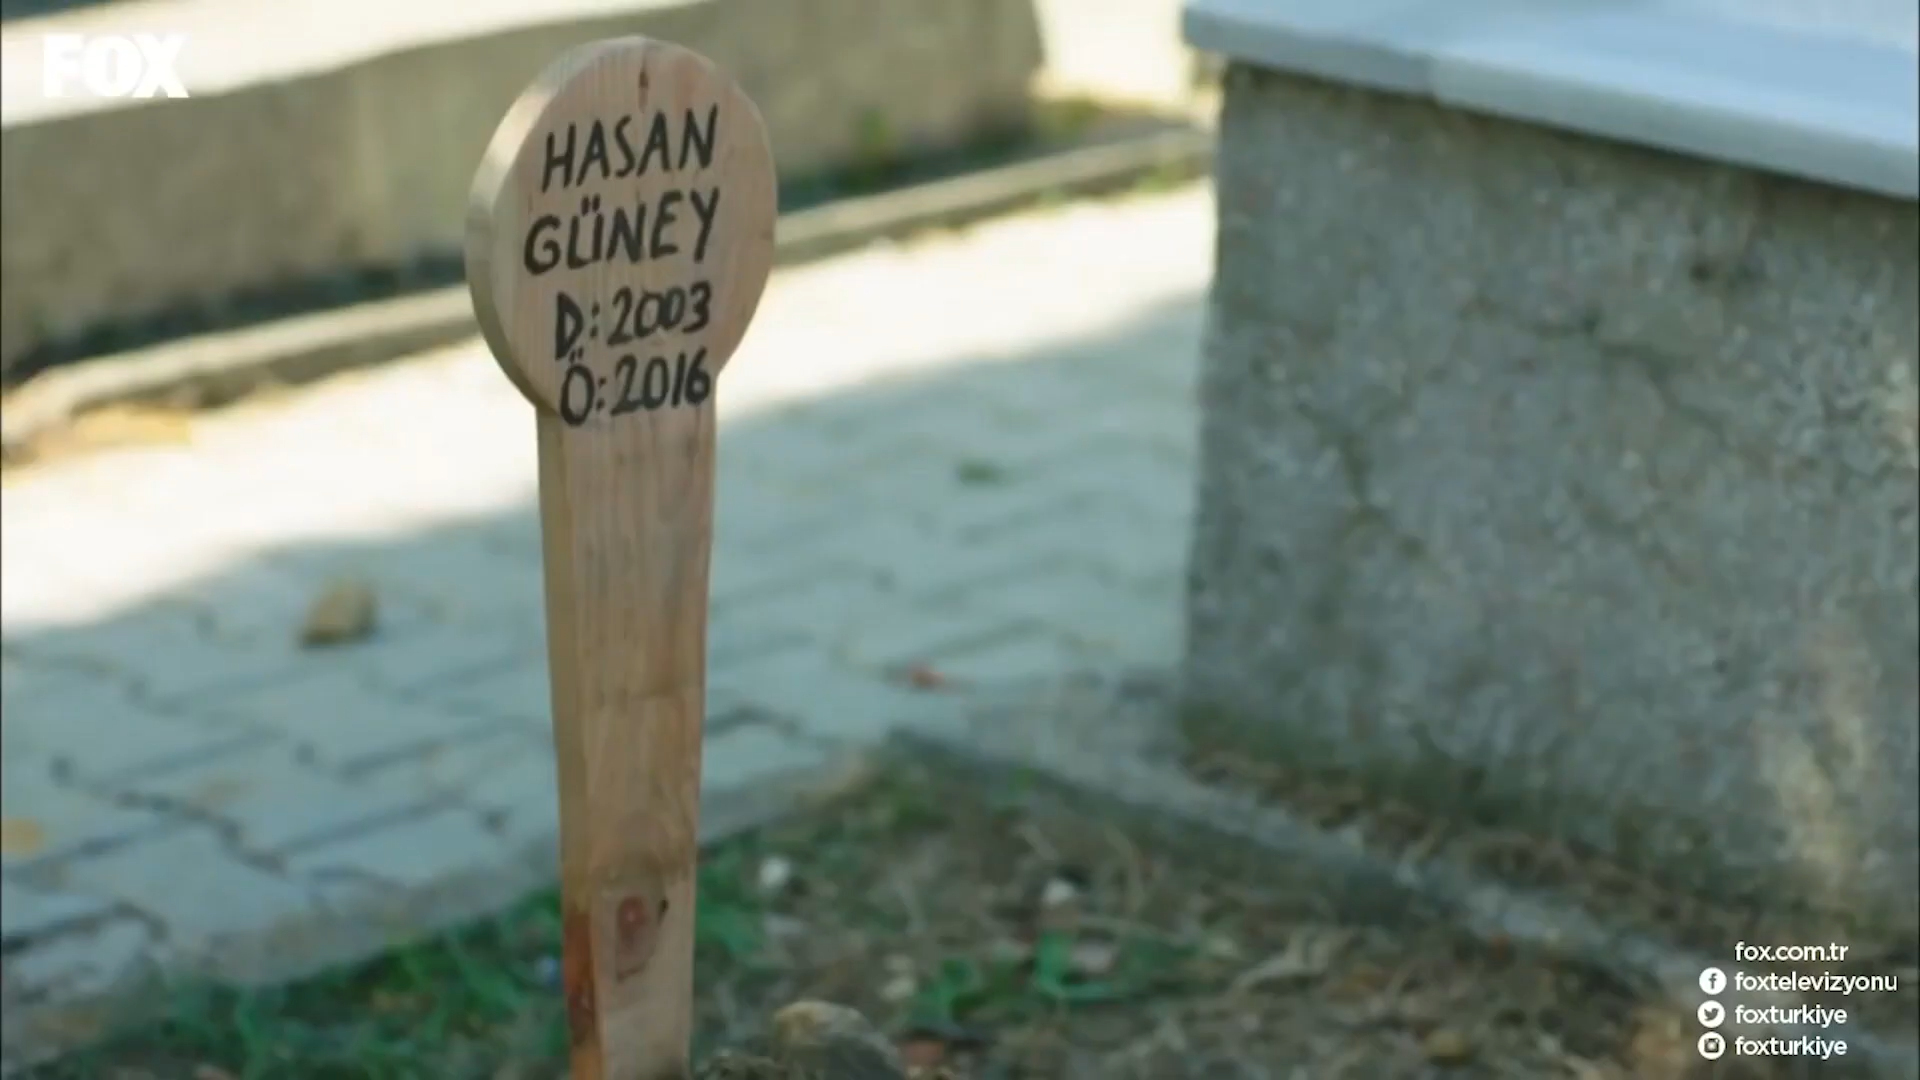 FOX
HASAN
GÜNEY
D:2003
Ö:2016
fox.com.tr
foxtelevizyonu
foxturkiye
foxturkiye